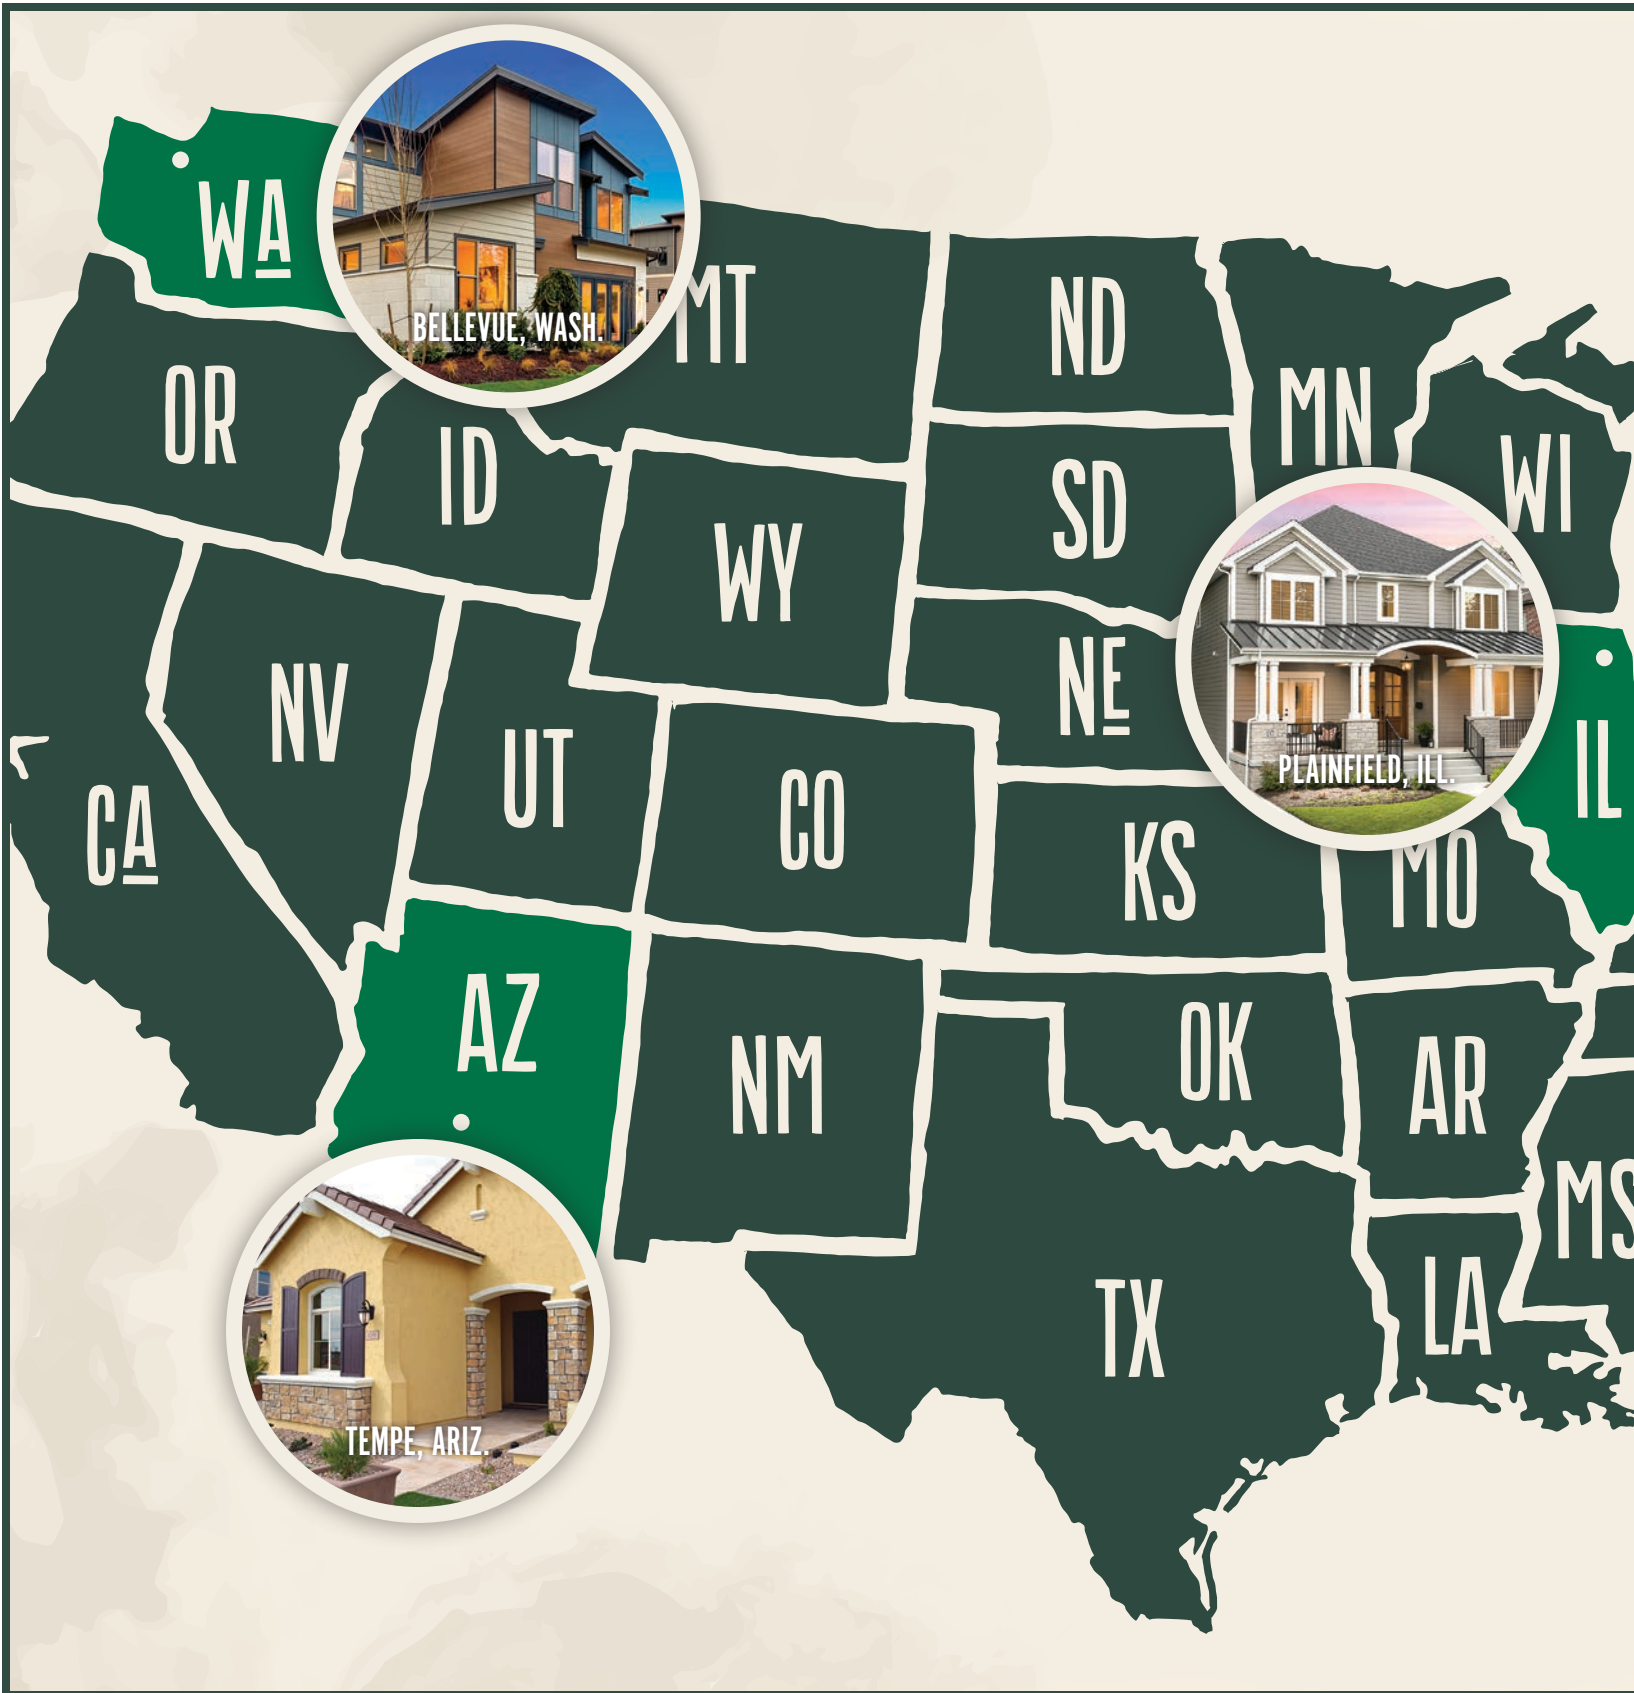 WA
BELLEVUE, WASH.
MT
ND
MN
OR
ID
SD
WI
WY
NE
PLAINFIELD, ILL.
NV
UT
CO
IL
CA
KS
MO
AZ
NM
OK
AR
MS
TX
LA
TEMPE, ARIZ.